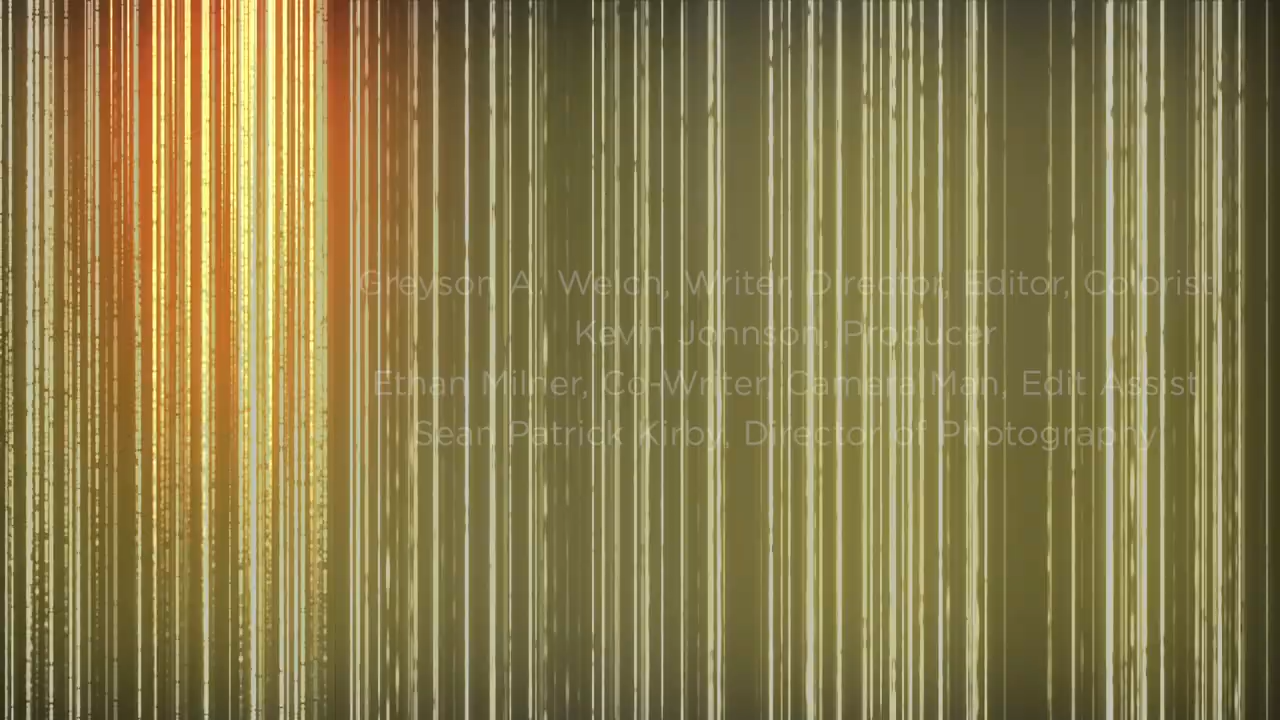 Greyson A. Welch, Writer, Director, Editor, Colorist
Kevin Johnson, Producer
Ethan Milner, Co-Writer, Camera Man, Edit Assist
Sean Patrick Kirby, Director of Photography